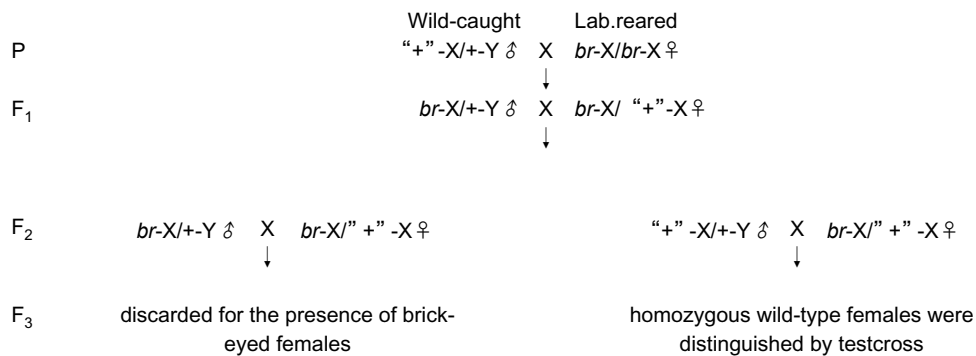 Wild-caught Lab.reared
P “+” -X/+-Y ♂ X br-X/br-X ♀
F1 br-X/+-Y ♂ X br-X/ “+”-X ♀
F2 br-X/+-Y ♂ X br-X/” +” -X ♀ “+” -X/+-Y ♂ X br-X/” +” -X ♀
F3 discarded for the presence of brick- homozygous wild-type females were
eyed females distinguished by testcross